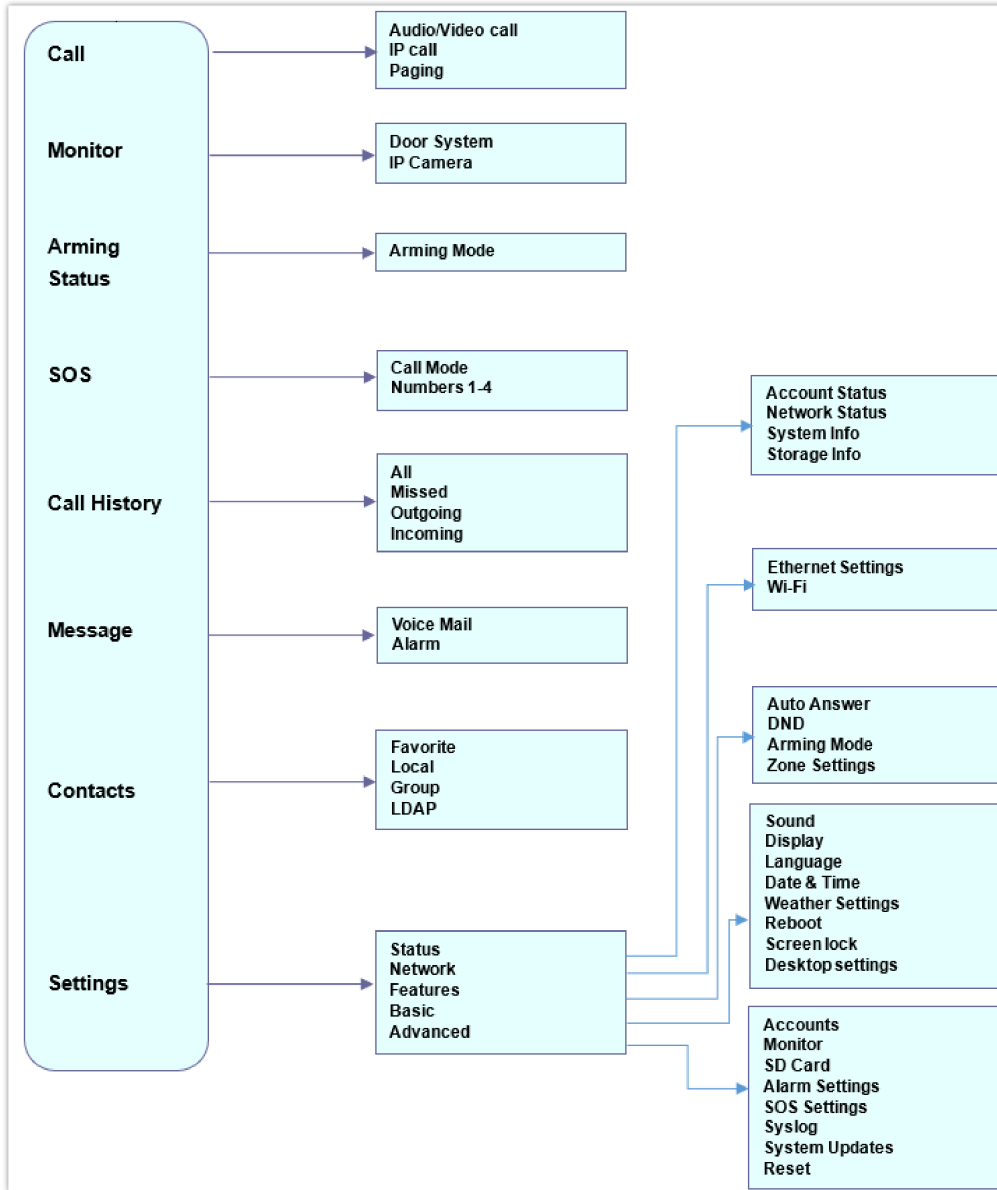 Call
Audio/Video call
IP call
Paging
Monitor
Door System
IP Camera
Arming
Status
Arming Mode
SOS
Call Mode
Numbers 1-4
Call History
All
Missed
Outgoing
Incoming
Message
Voice Mail
Alarm
Contacts
Favorite
Local
Group
LDAP
Settings
Status
Network
Features
Basic
Advanced
Account Status
Network Status
System Info
Storage Info
Ethernet Settings
Wi-Fi
Auto Answer
DND
Arming Mode
Zone Settings
Sound
Display
Language
Date & Time
Weather Settings
Reboot
Screen lock
Desktop settings
Accounts
Monitor
SD Card
Alarm Settings
SOS Settings
Syslog
System Updates
Reset